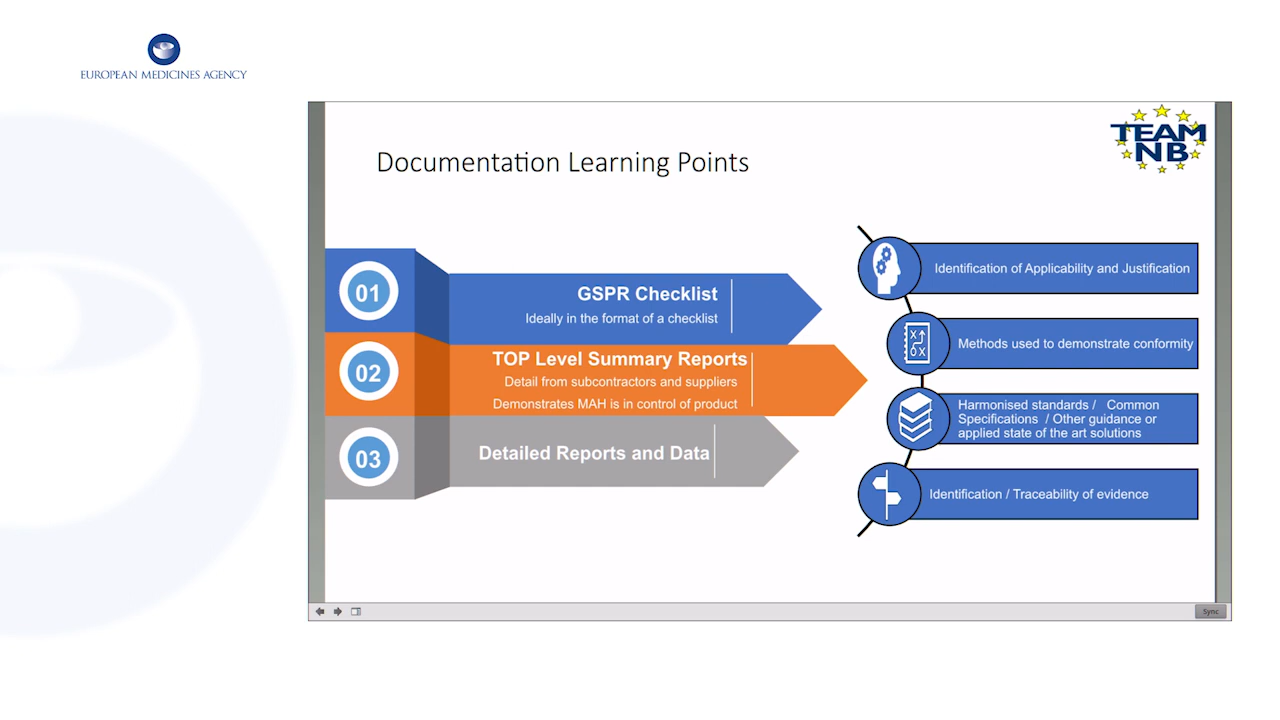 EUROPEAN MEDICINES AGENCY
TEAM
NB
Documentation Learning Points
01
GSPR Checklist
Ideally in the format of a checklist
02
TOP Level Summary Reports
Detail from subcontractors and suppliers
Demonstrates MAH is in control of product
03
Detailed Reports and Data
Identification of Applicability and Justification
Methods used to demonstrate conformity
Harmonised standards / Common
Specifications / Other guidance or
applied state of the art solutions
Identification / Traceability of evidence
Sync